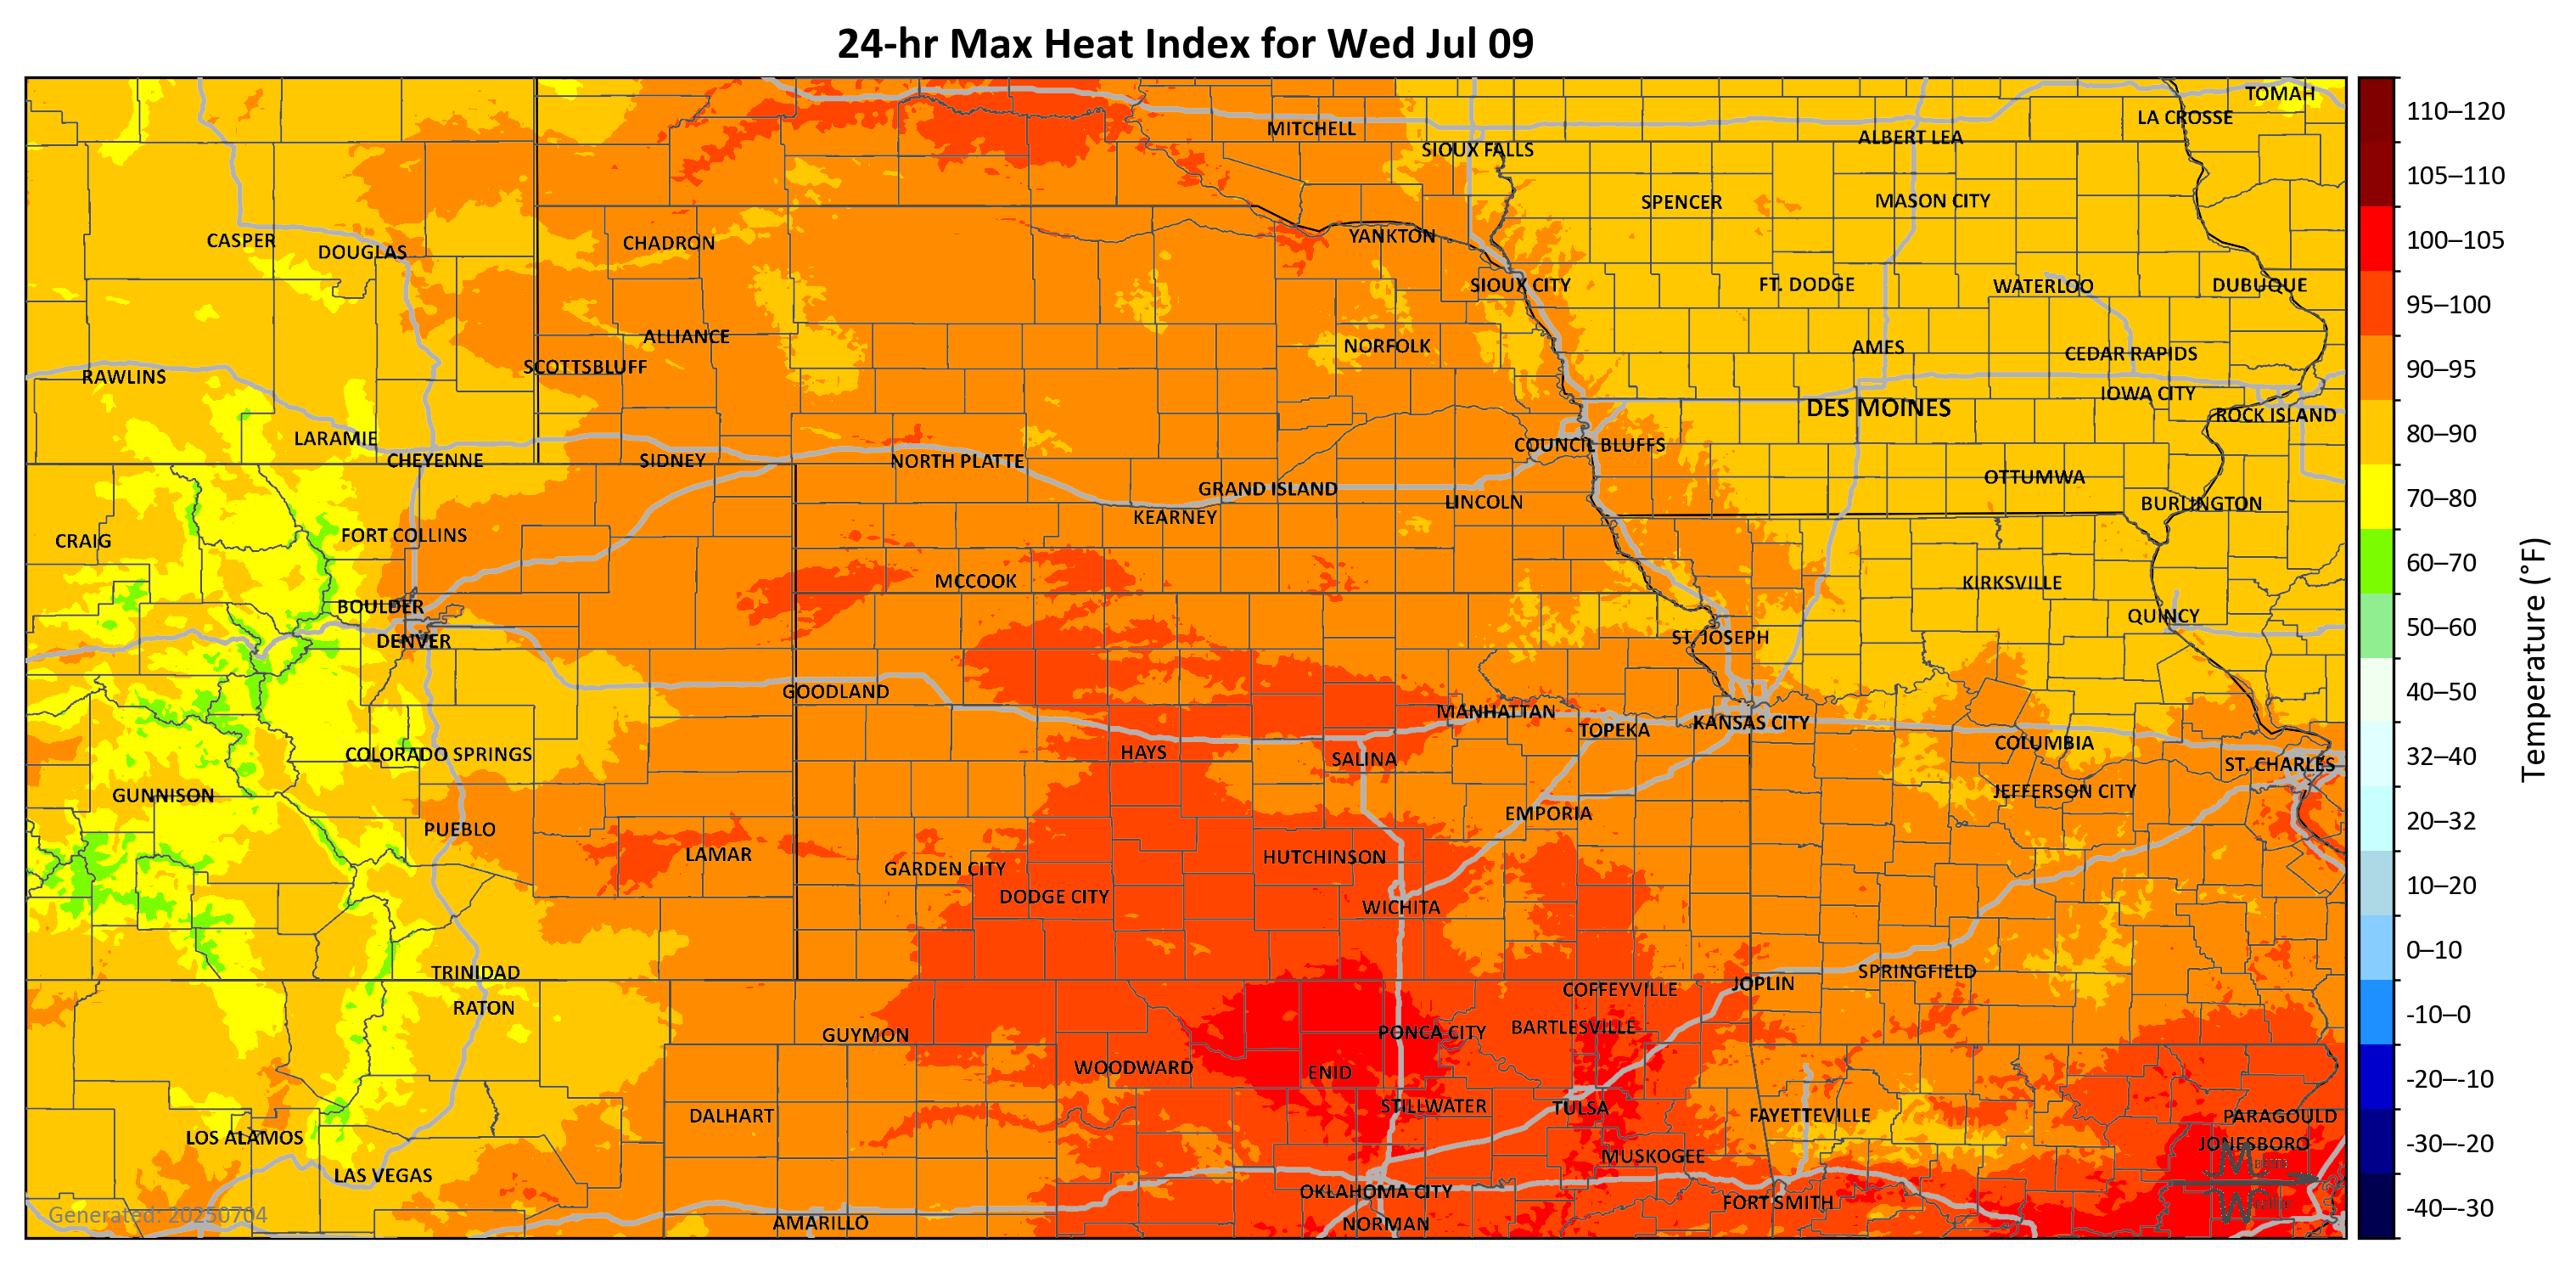 24-hr Max Heat Index for Wed Jul 09
TOMAH
LA CROSSE
MITCHELL
ALBERT LEA
SIOUX FALLS
SPENCER
MASON CITY
CASPER
DOUGLAS
CHADRON
YANKTON
SIOUX CITY
FT. DODGE
WATERLOO
DUBUQUE
ALLIANCE
NORFOLK
AMES
CEDAR RAPIDS
SCOTTSBLUFF
RAWLINS
IOWA CITY
DES MOINES
ROCK ISLAND
LARAMIE
COUNCIL BLUFFS
CHEYENNE
SIDNEY
NORTH PLATTE
OTTUMWA
GRAND ISLAND
LINCOLN
BURLINGTON
KEARNEY
FORT COLLINS
CRAIG
MCCOOK
KIRKSVILLE
BOULDER
QUINCY
DENVER
ST. JOSEPH
GOODLAND
MANHATTAN
KANSAS CITY
TOPEKA
COLUMBIA
HAYS
COLORADO SPRINGS
SALINA
ST. CHARLES
JEFFERSON CITY
GUNNISON
EMPORIA
PUEBLO
LAMAR
HUTCHINSON
GARDEN CITY
DODGE CITY
WICHITA
TRINIDAD
SPRINGFIELD
JOPLIN
COFFEYVILLE
RATON
BARTLESVILLE
PONCA CITY
GUYMON
WOODWARD
ENID
STILLWATER
TULSA
DALHART
FAYETTEVILLE
PARAGOULD
LOS ALAMOS
JONESBORO
MUSKOGEE
LAS VEGAS
OKLAHOMA CITY
FORT SMITH
AMARILLO
NORMAN
Generated: 20250704
110–120
105–110
100–105
95–100
90–95
80–90
70–80
60–70
50–60
40–50
32–40
20–32
10–20
0–10
-10–0
-20–-10
-30–-20
-40–-30
Temperature (°F)